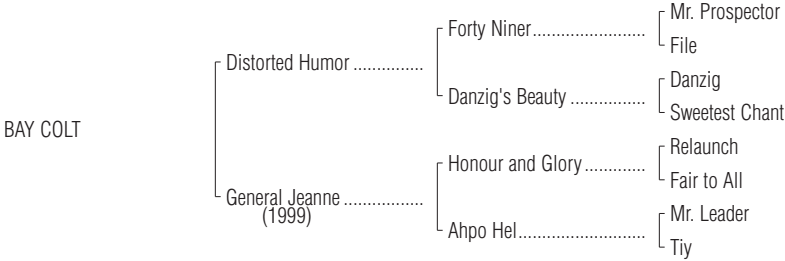 Mr. Prospector
Forty Niner........................
File
Distorted Humor ...............
Danzig
Danzig's Beauty ................
Sweetest Chant
BAY COLT
Relaunch
Honour and Glory.............
Fair to All
General Jeanne .................
(1999)
Mr. Leader
Ahpo Hel...........................
Tiy